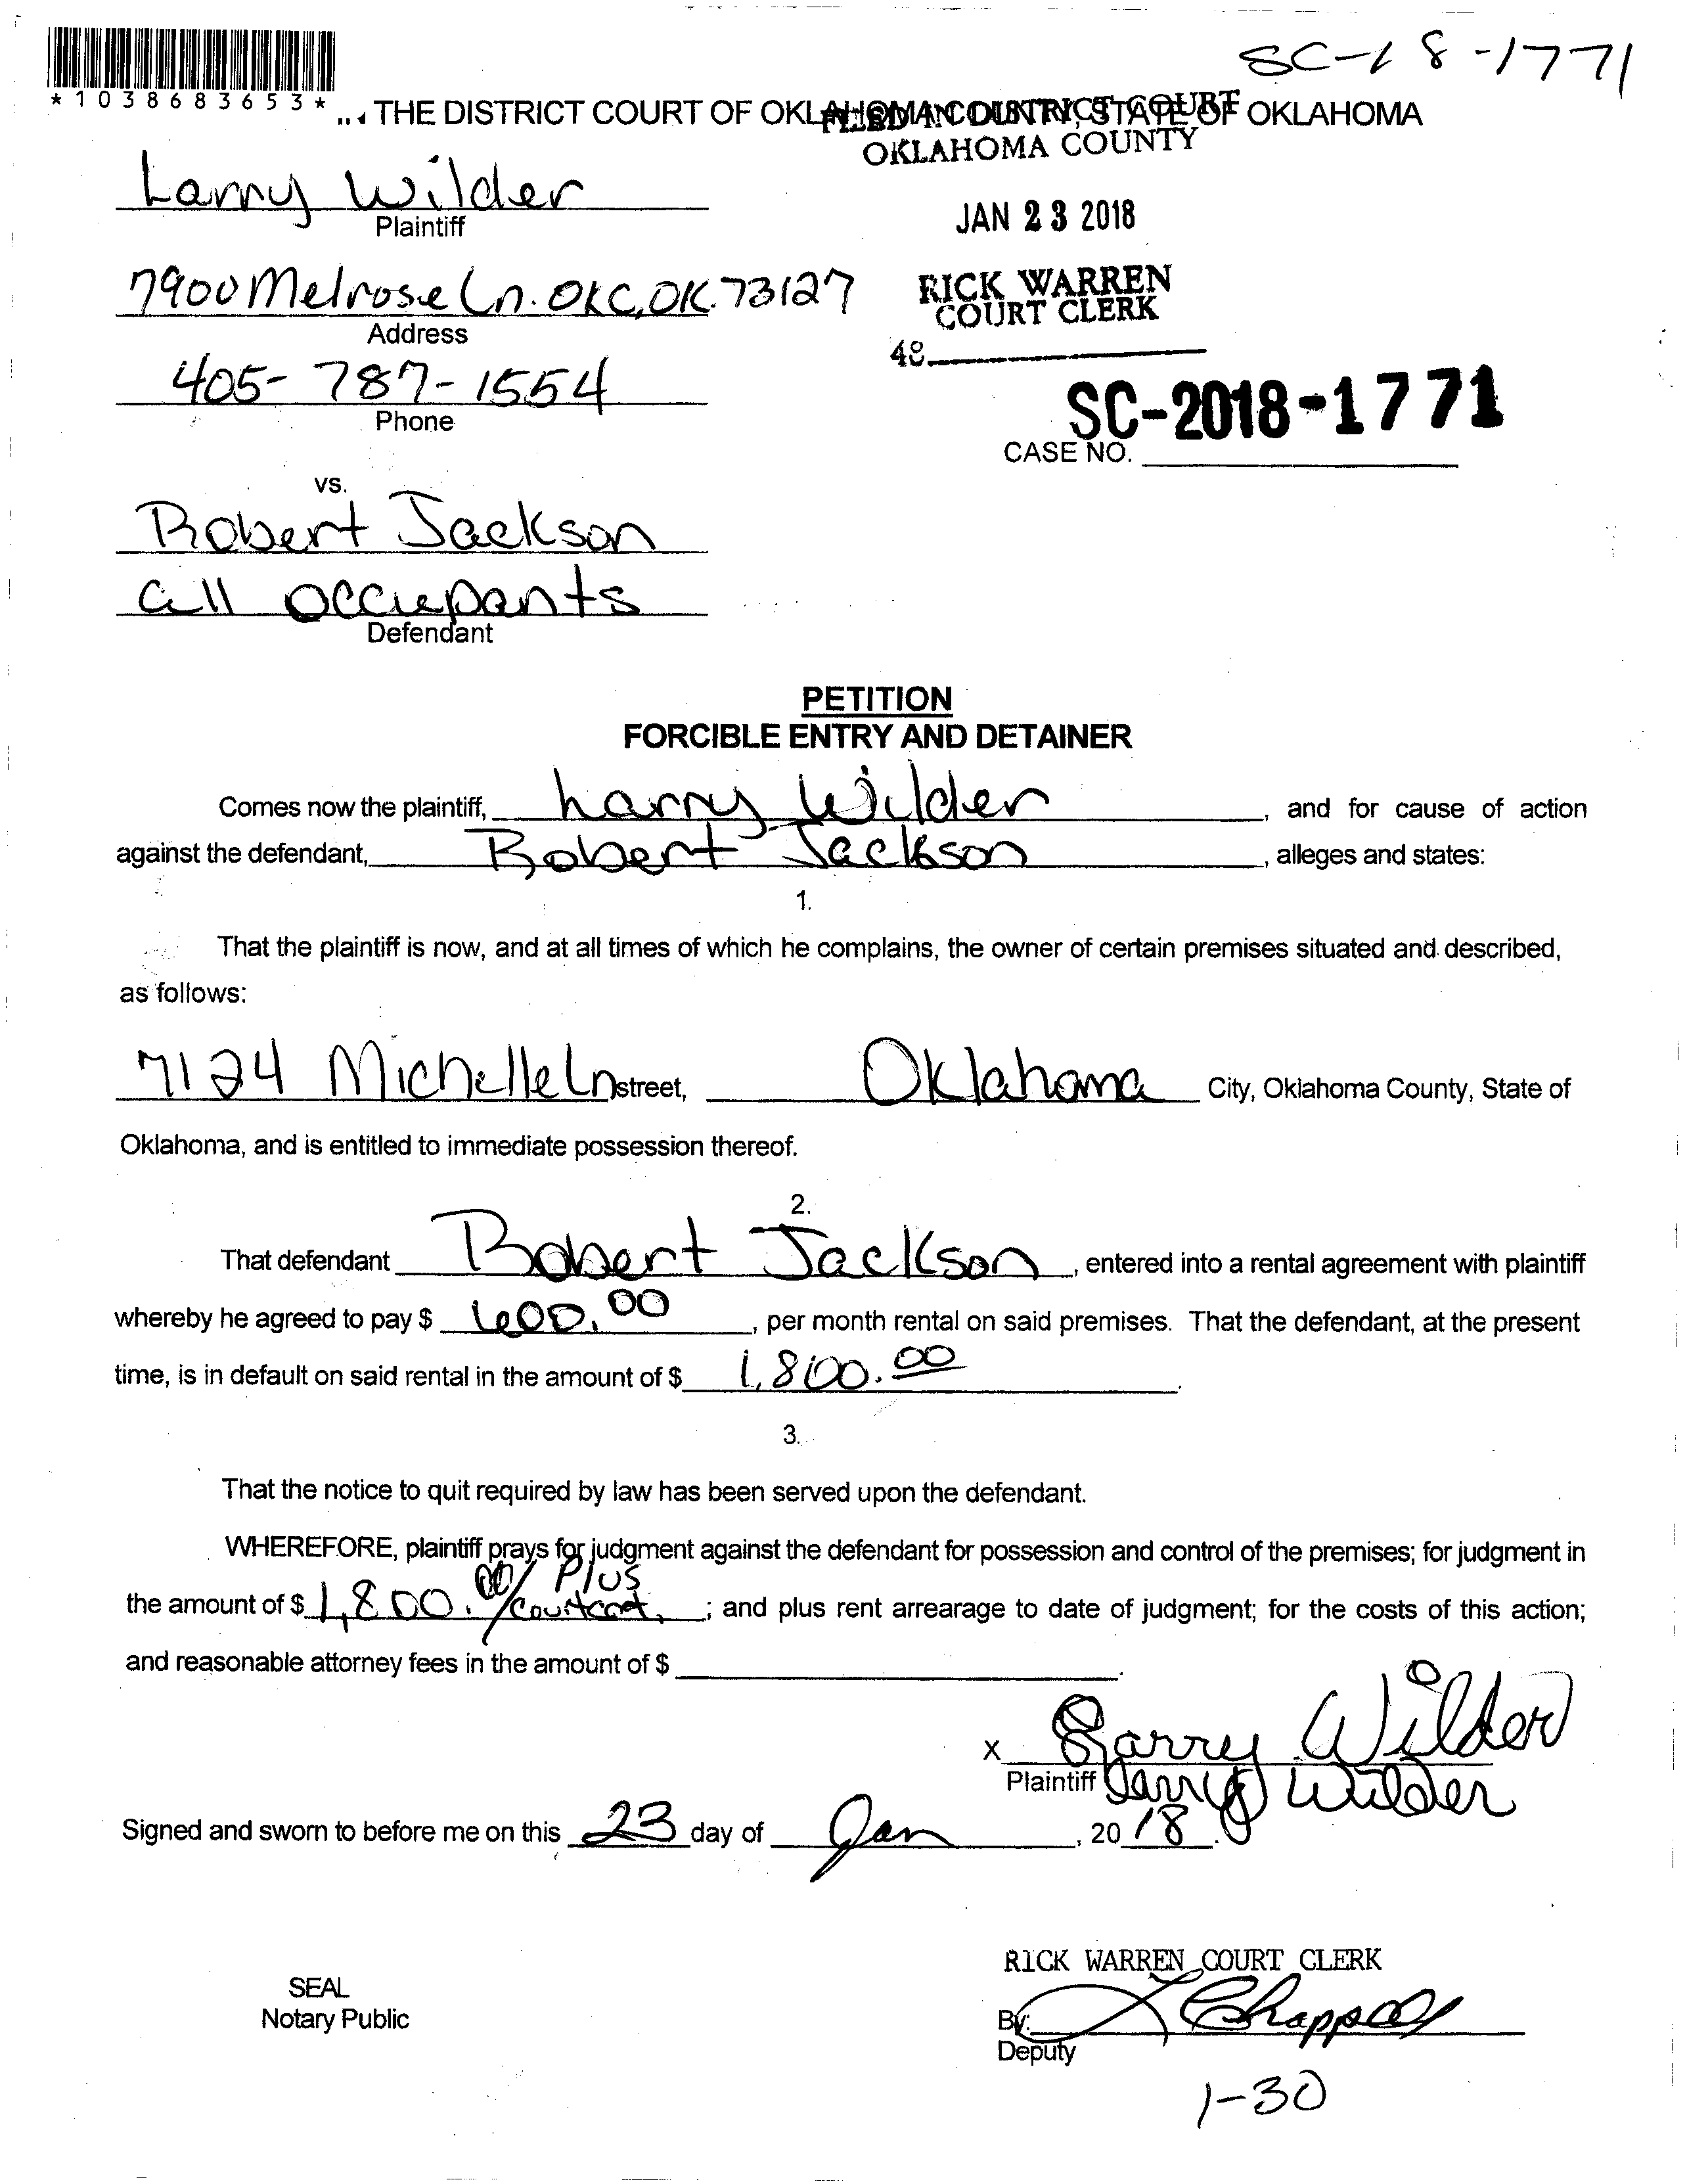 SC-18-1771
*1038683653*
THE DISTRICT COURT OF OKLAHOMA COUNTY, STATE OF OKLAHOMA
FILED IN DISTRICT COURT
OKLAHOMA COUNTY
Larry Wilder
Plaintiff
JAN 23 2018
7900 Melrose Ln. OKC, OK. 73127
Address
RICK WARREN
COURT CLERK
405-787-1554
Phone
48
SC-2018-1771
CASE NO.
vs.
Robert Jackson
all occupants
Defendant
PETITION
FORCIBLE ENTRY AND DETAINER
Comes now the plaintiff, Larry Wilder, and for cause of action
against the defendant, Robert Jackson, alleges and states:
1.
That the plaintiff is now, and at all times of which he complains, the owner of certain premises situated and described,
as follows:
7124 Michelle Ln street, Oklahoma City, Oklahoma County, State of
Oklahoma, and is entitled to immediate possession thereof.
2.
That defendant Robert Jackson, entered into a rental agreement with plaintiff
whereby he agreed to pay $ 600.00, per month rental on said premises. That the defendant, at the present
time, is in default on said rental in the amount of $ 1,800.00.
3.
That the notice to quit required by law has been served upon the defendant.
WHEREFORE, plaintiff prays for judgment against the defendant for possession and control of the premises; for judgment in
the amount of $ 1,800.00/ Plus court cost.; and plus rent arrearage to date of judgment; for the costs of this action;
and reasonable attorney fees in the amount of $.
X Larry Wilder
Plaintiff Larry Wilder
Signed and sworn to before me on this 23 day of Jan, 20 18.
RICK WARREN COURT CLERK
SEAL
Notary Public
By: L Chappell
Deputy
1-30